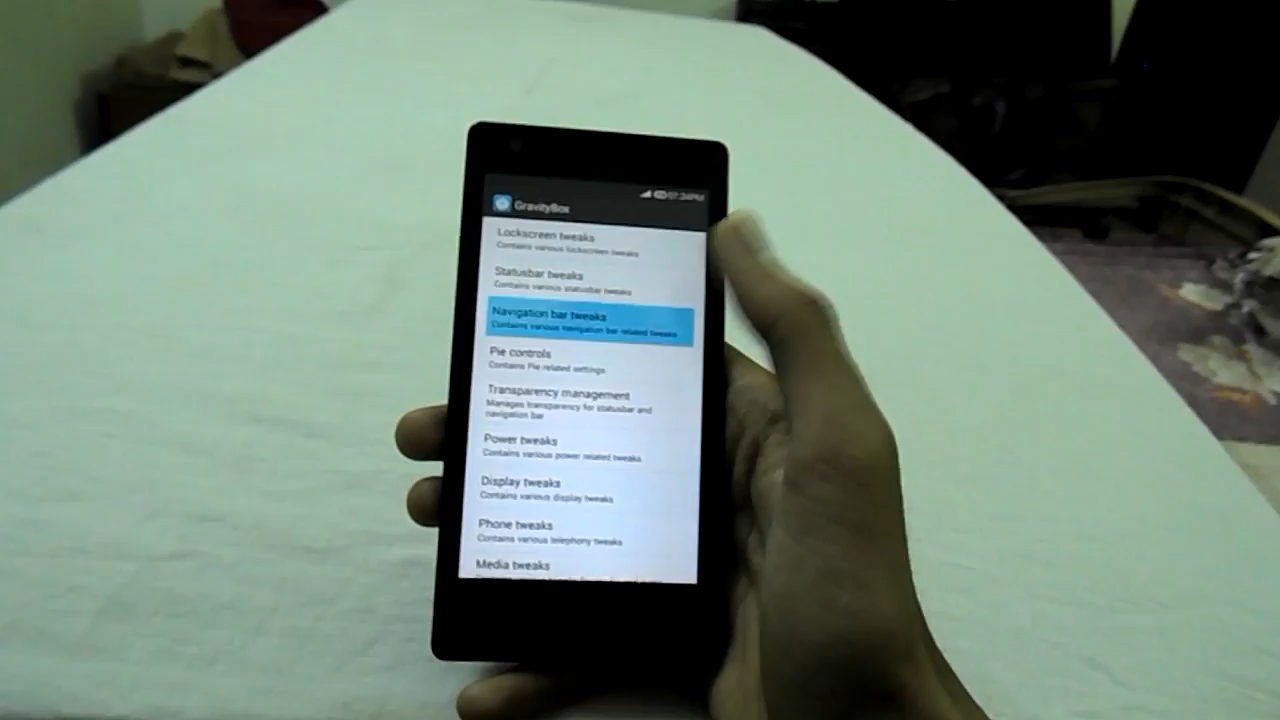 07:34PM
GravityBox
Lockscreen tweaks
Contains various lockscreen tweaks
Statusbar tweaks
Contains various statusbar tweaks
Navigation bar tweaks
Contains various navigation bar related tweaks
Pie controls
Contains Pie related settings
Transparency management
Manages transparency for statusbar and
navigation bar
Power tweaks
Contains various power related tweaks
Display tweaks
Contains various display tweaks
Phone tweaks
Contains various telephony tweaks
Media tweaks